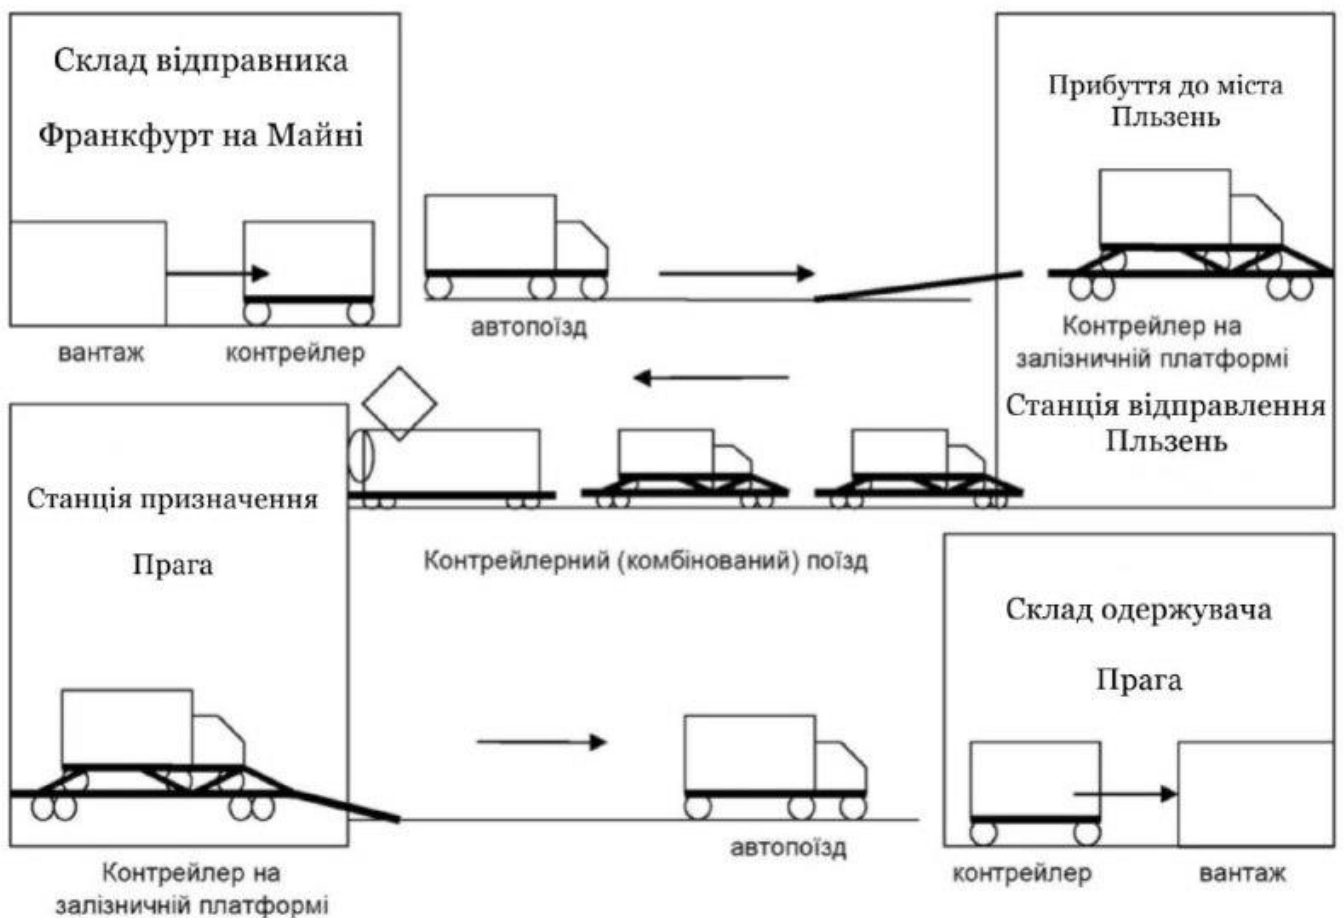 Склад відправника
Франкфурт на Майні
вантаж
контрейлер
автопоїзд
Прибуття до міста
Пльзень
Контрейлер на
залізничній платформі
Станція відправлення
Пльзень
Контрейлерний (комбінований) поїзд
Станція призначення
Прага
Контрейлер на
залізничній платформі
автопоїзд
Склад одержувача
Прага
контрейлер
вантаж